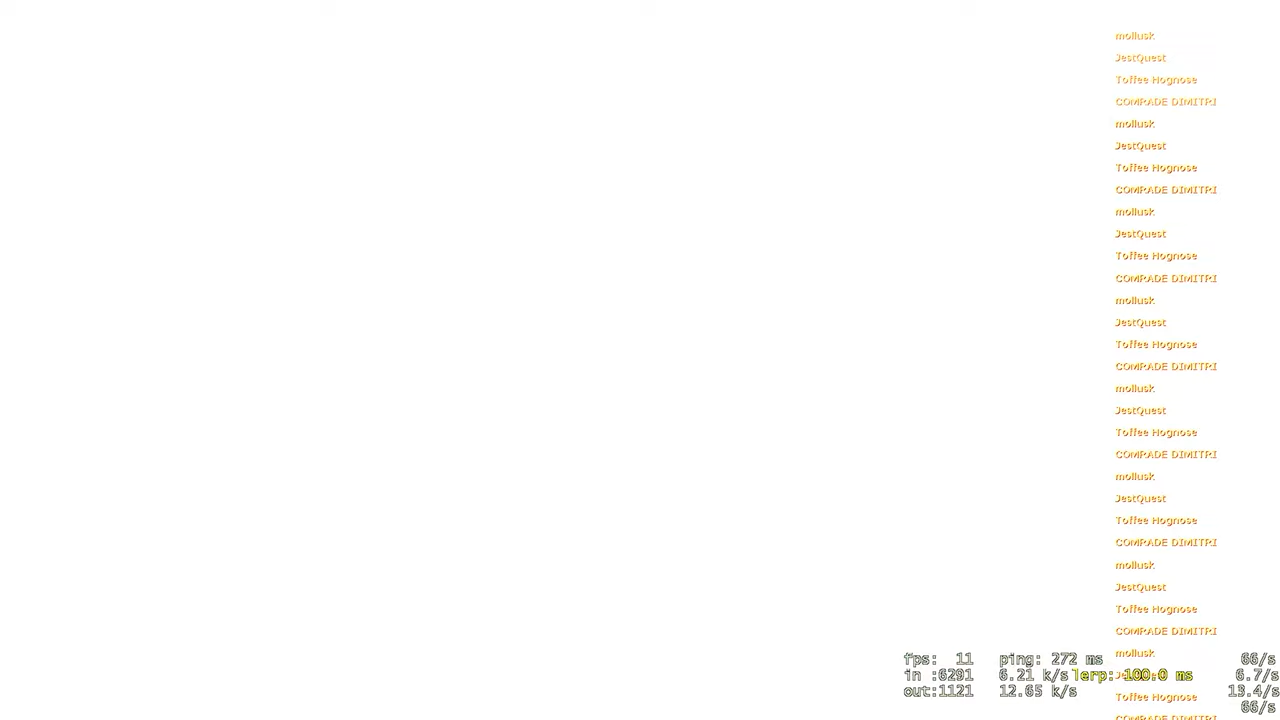 mollusk
JestQuest
Toffee Hognose
COMRADE DIMITRI
mollusk
JestQuest
Toffee Hognose
COMRADE DIMITRI
mollusk
JestQuest
Toffee Hognose
COMRADE DIMITRI
mollusk
JestQuest
Toffee Hognose
COMRADE DIMITRI
mollusk
JestQuest
Toffee Hognose
COMRADE DIMITRI
mollusk
JestQuest
Toffee Hognose
COMRADE DIMITRI
mollusk
JestQuest
Toffee Hognose
COMRADE DIMITRI
mollusk
fps: 11 ping: 272 ms 66/s
in :6291 6.21 k/s lerp: 100.0 ms 6.7/s
out:1121 12.65 k/s 13.4/s
Toffee Hognose
66/s
COMRADE DIMITRI